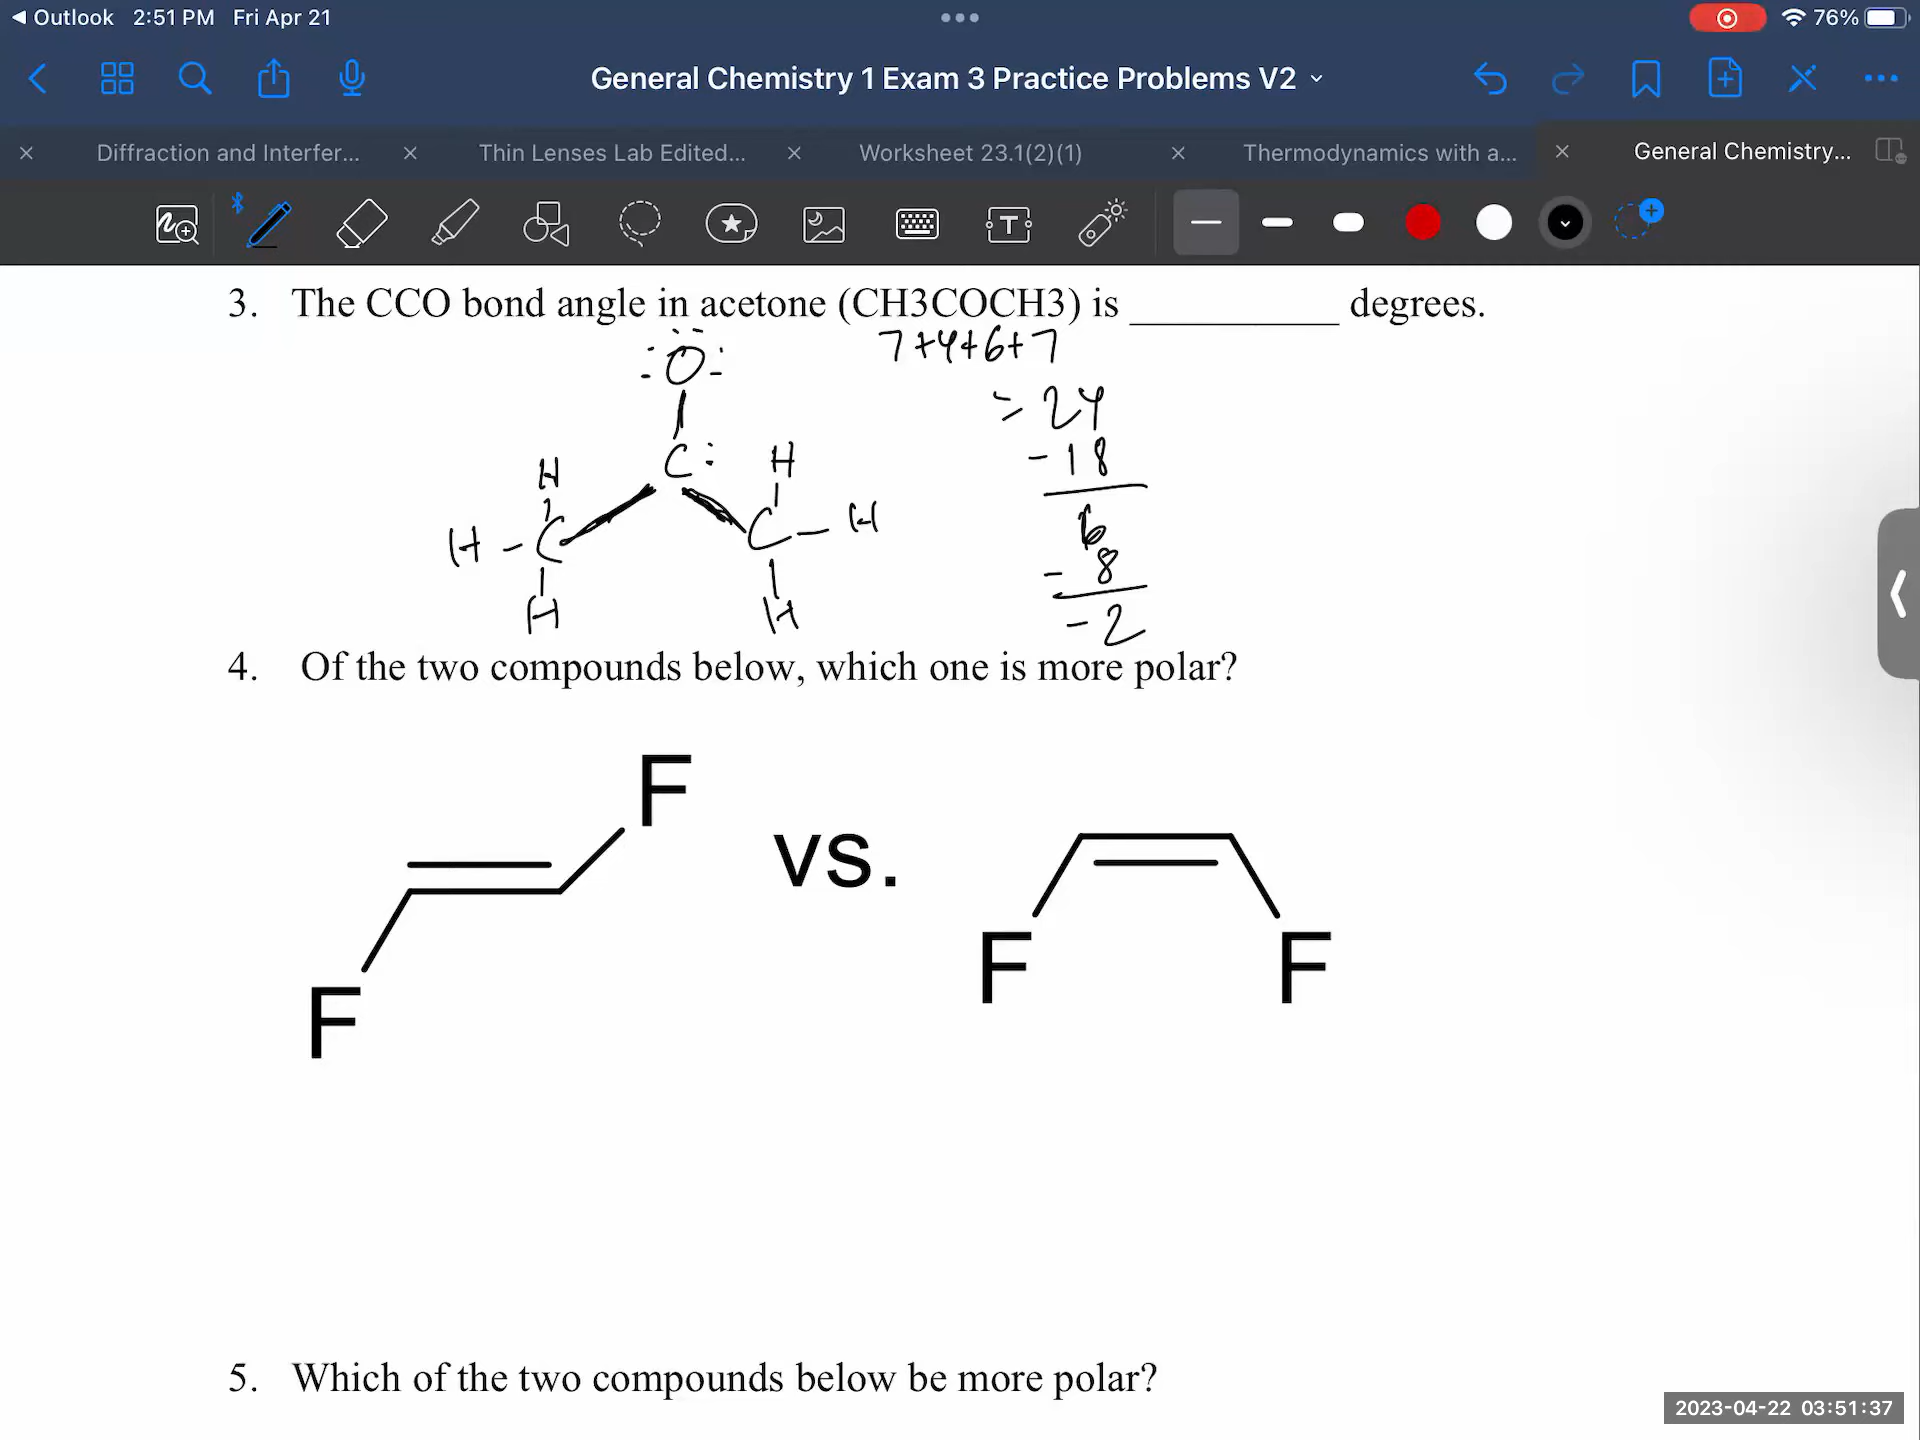 Outlook 2:51 PM Fri Apr 21 76%
General Chemistry 1 Exam 3 Practice Problems V2
Diffraction and Interfer... Thin Lenses Lab Edited... Worksheet 23.1(2)(1) Thermodynamics with a... General Chemistry...
T
3. The CCO bond angle in acetone (CH3COCH3) is __________ degrees.
7+4+6+7
O
= 24
C H
- 18
H
6
H - C C - H
- 8
H H
- 2
4. Of the two compounds below, which one is more polar?
F
vs.
F F
F
5. Which of the two compounds below be more polar?
2023-04-22 03:51:37